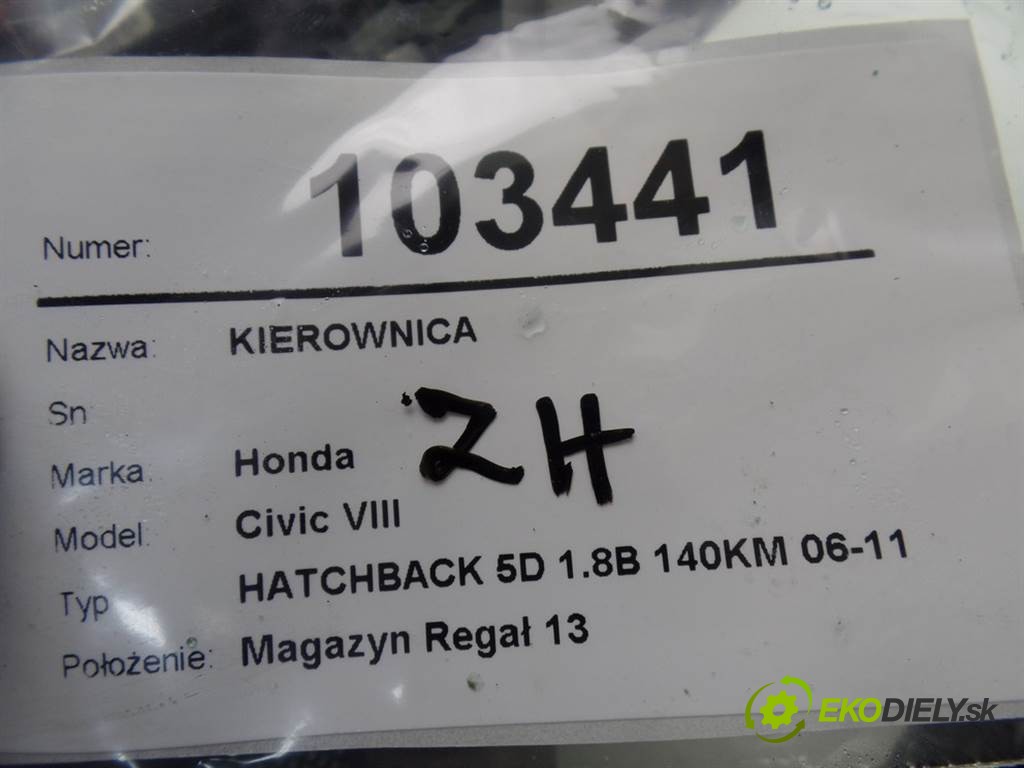 Numer: 103441
Nazwa: KIEROWNICA
Sn
ZH
Marka: Honda
Model: Civic VIII
Typ HATCHBACK 5D 1.8B 140KM 06-11
Położenie: Magazyn Regał 13
EKODIELY.sk